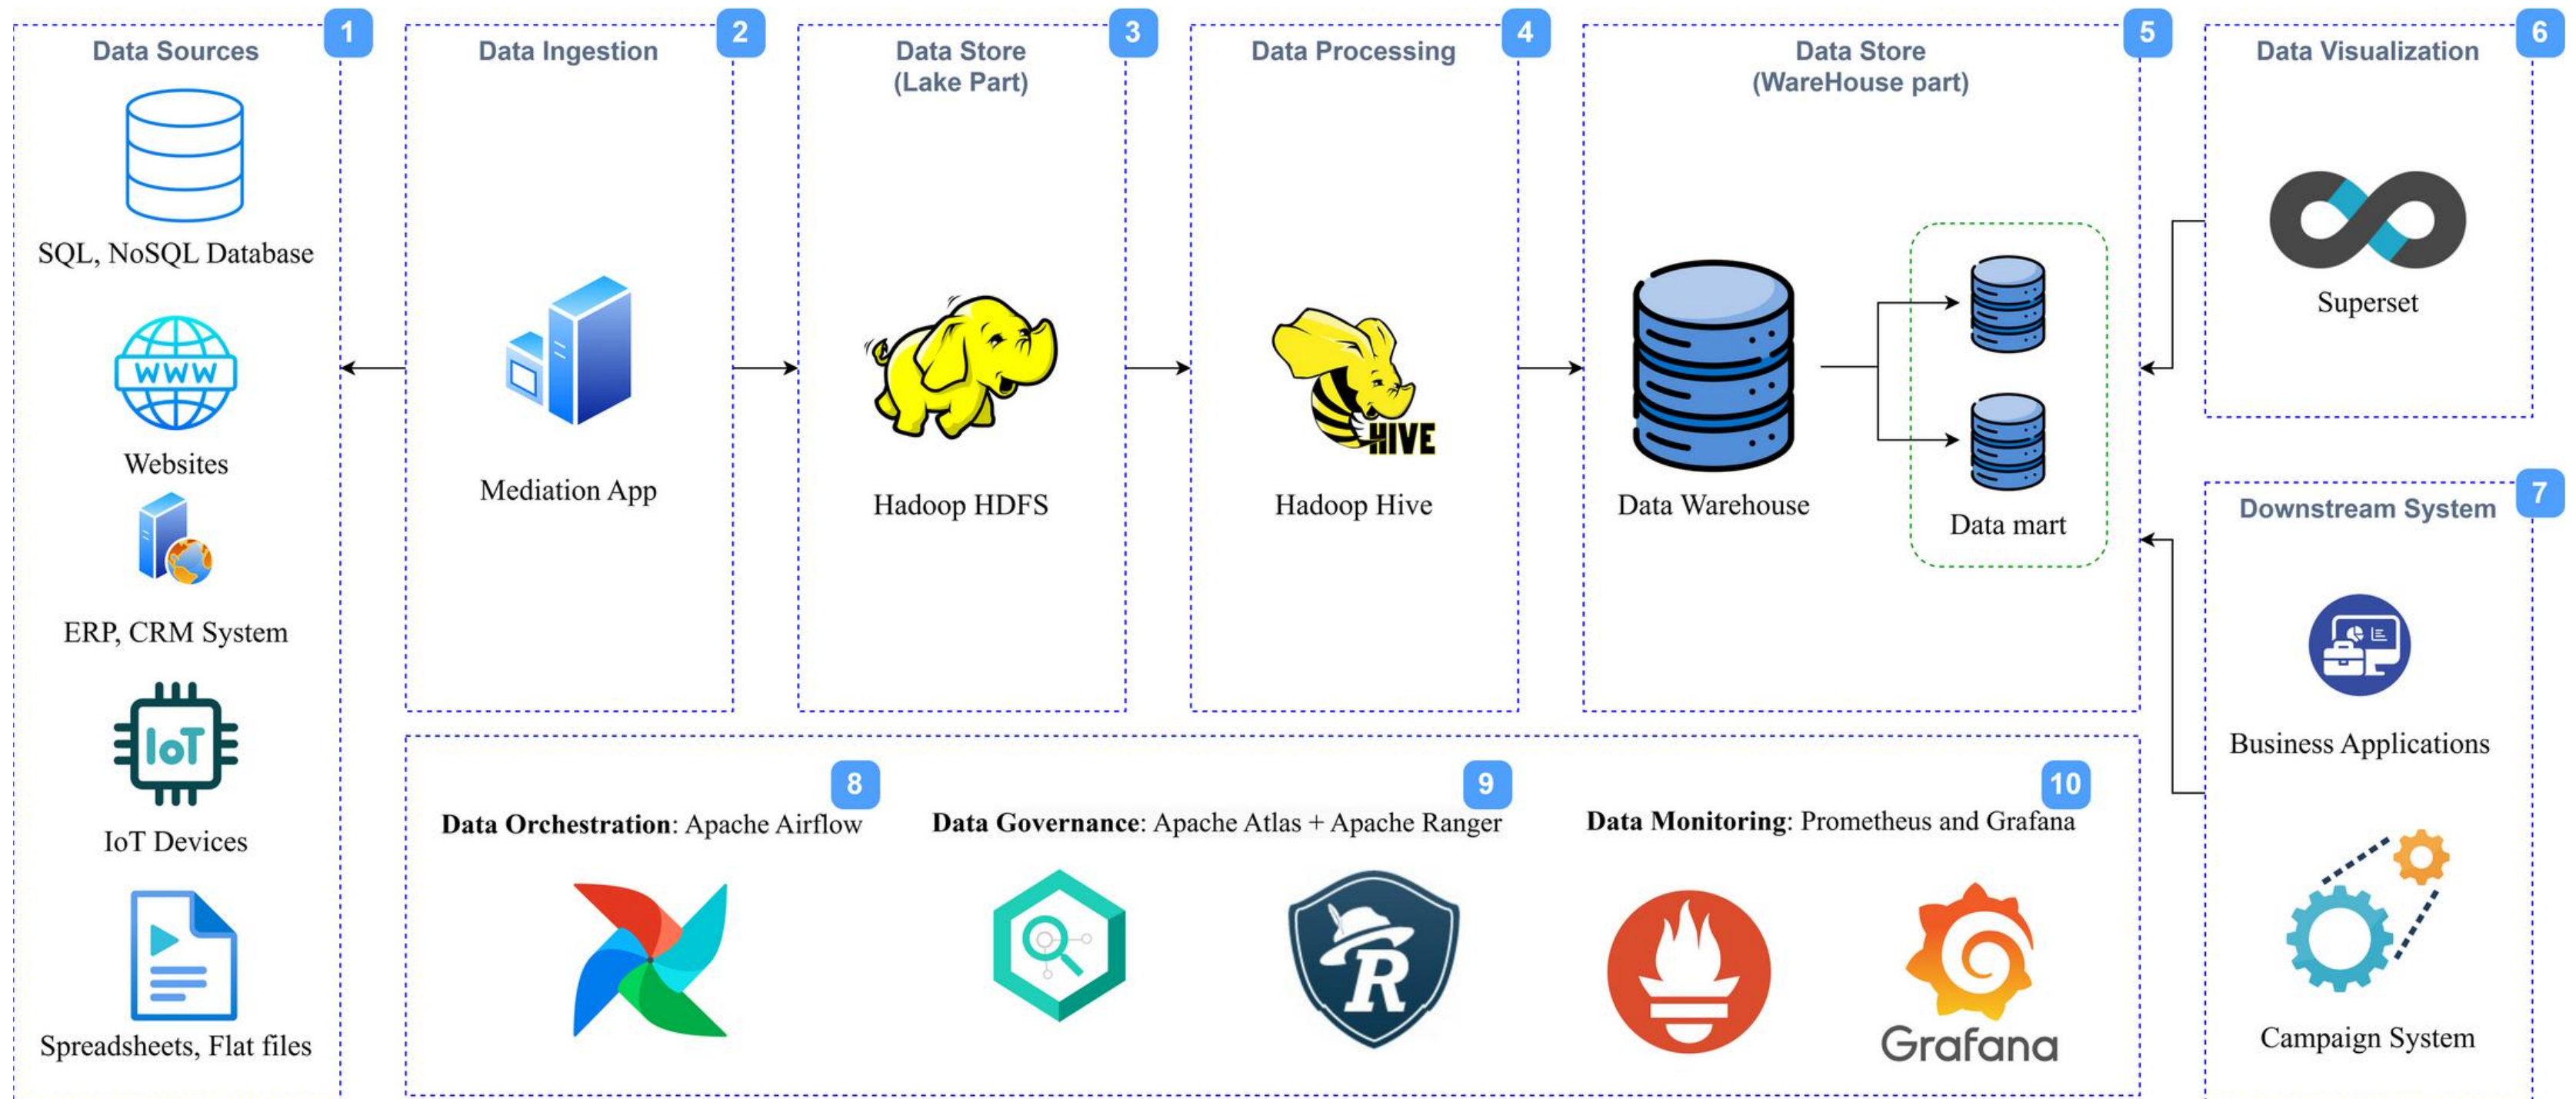 1
Data Sources
SQL, NoSQL Database
WWW
Websites
ERP, CRM System
IoT
IoT Devices
Spreadsheets, Flat files
2
Data Ingestion
Mediation App
3
Data Store
(Lake Part)
Hadoop HDFS
4
Data Processing
HIVE
Hadoop Hive
5
Data Store
(WareHouse part)
Data Warehouse
Data mart
6
Data Visualization
Superset
7
Downstream System
Business Applications
Campaign System
8
Data Orchestration: Apache Airflow
9
Data Governance: Apache Atlas + Apache Ranger
R
10
Data Monitoring: Prometheus and Grafana
Grafana